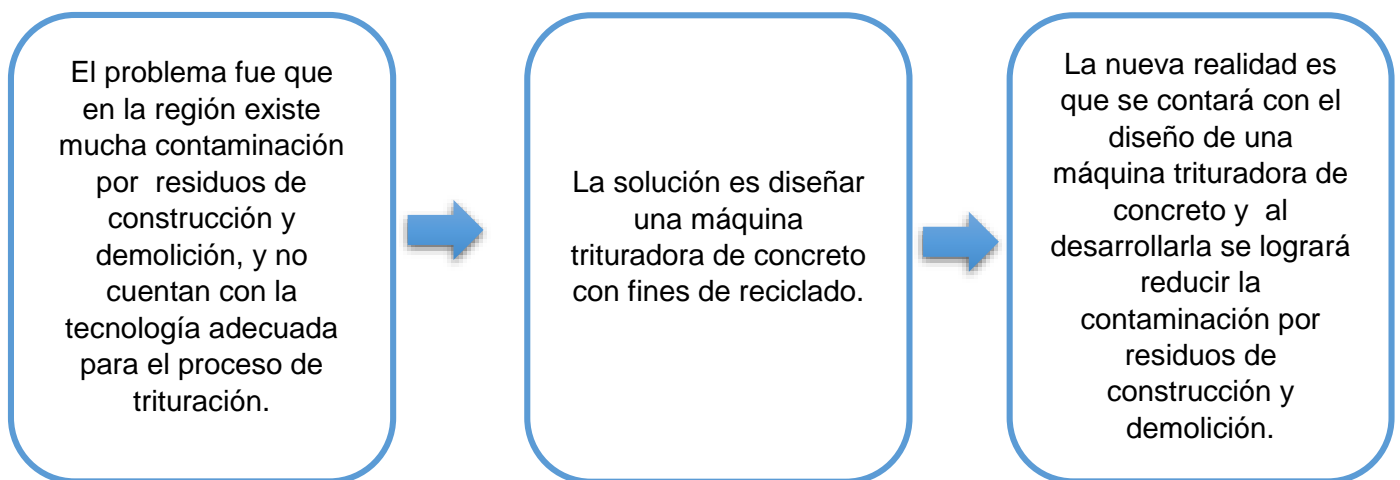 El problema fue que
en la región existe
mucha contaminación
por residuos de
construcción y
demolición, y no
cuentan con la
tecnología adecuada
para el proceso de
trituración.
La solución es diseñar
una máquina
trituradora de concreto
con fines de reciclado.
La nueva realidad es
que se contará con el
diseño de una
máquina trituradora de
concreto y al
desarrollarla se logrará
reducir la
contaminación por
residuos de
construcción y
demolición.